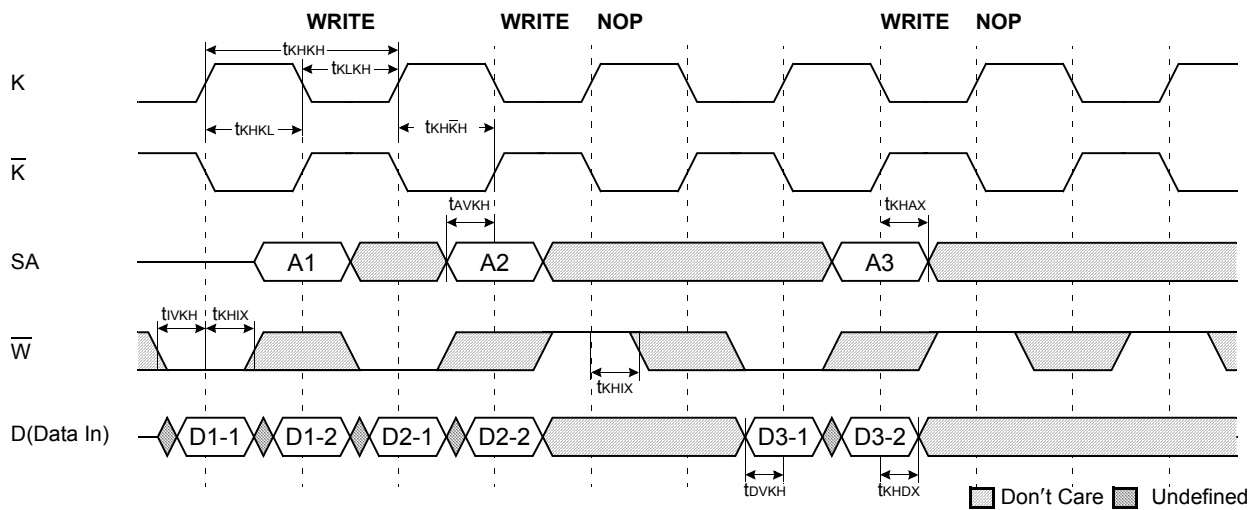 WRITE WRITE NOP WRITE NOP
tKHKH
tKLKH
K
tKHKL tKHK̅H
K̅
tAVKH tKHAX
SA A1 A2 A3
tIVKH tKHIX
W̅
tKHIX
D(Data In) D1-1 D1-2 D2-1 D2-2 D3-1 D3-2
tDVKH tKHDX
Don't Care Undefined